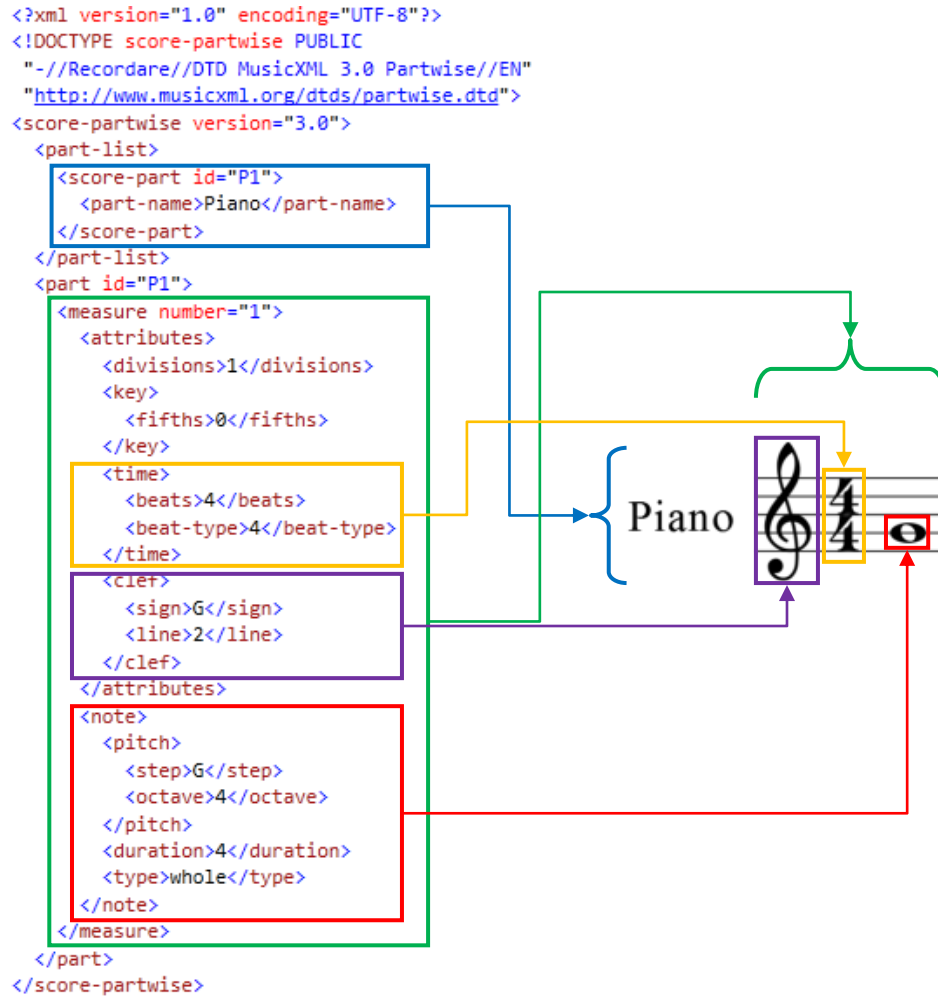 <?xml version="1.0" encoding="UTF-8"?>
<!DOCTYPE score-partwise PUBLIC
 "-//Recordare//DTD MusicXML 3.0 Partwise//EN"
 "http://www.musicxml.org/dtds/partwise.dtd">
<score-partwise version="3.0">
  <part-list>
    <score-part id="P1">
      <part-name>Piano</part-name>
    </score-part>
  </part-list>
  <part id="P1">
    <measure number="1">
      <attributes>
        <divisions>1</divisions>
        <key>
          <fifths>0</fifths>
        </key>
        <time>
          <beats>4</beats>
          <beat-type>4</beat-type>
        </time>
        <clef>
          <sign>G</sign>
          <line>2</line>
        </clef>
      </attributes>
      <note>
        <pitch>
          <step>G</step>
          <octave>4</octave>
        </pitch>
        <duration>4</duration>
        <type>whole</type>
      </note>
    </measure>
  </part>
</score-partwise>
Piano
4
4